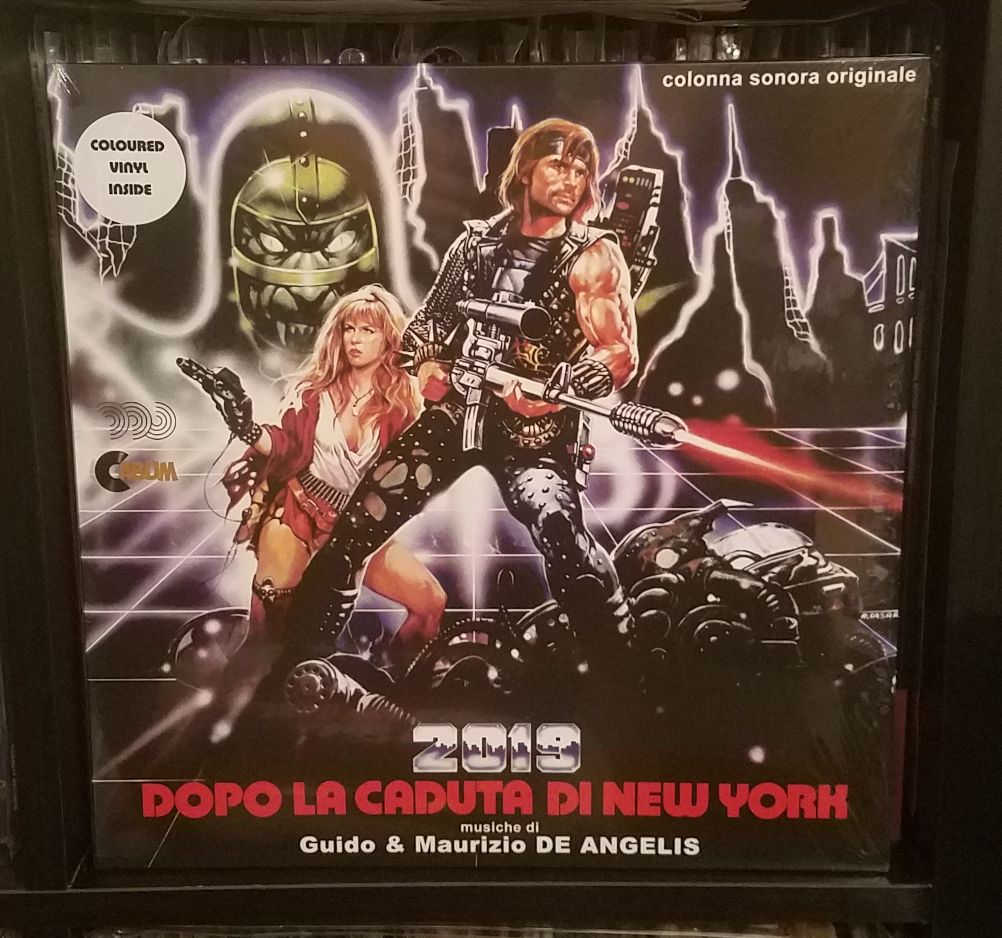 colonna sonora originale
COLOURED
VINYL
INSIDE
CABUM
2019
DOPO LA CADUTA DI NEW YORK
musiche di
Guido & Maurizio DE ANGELIS